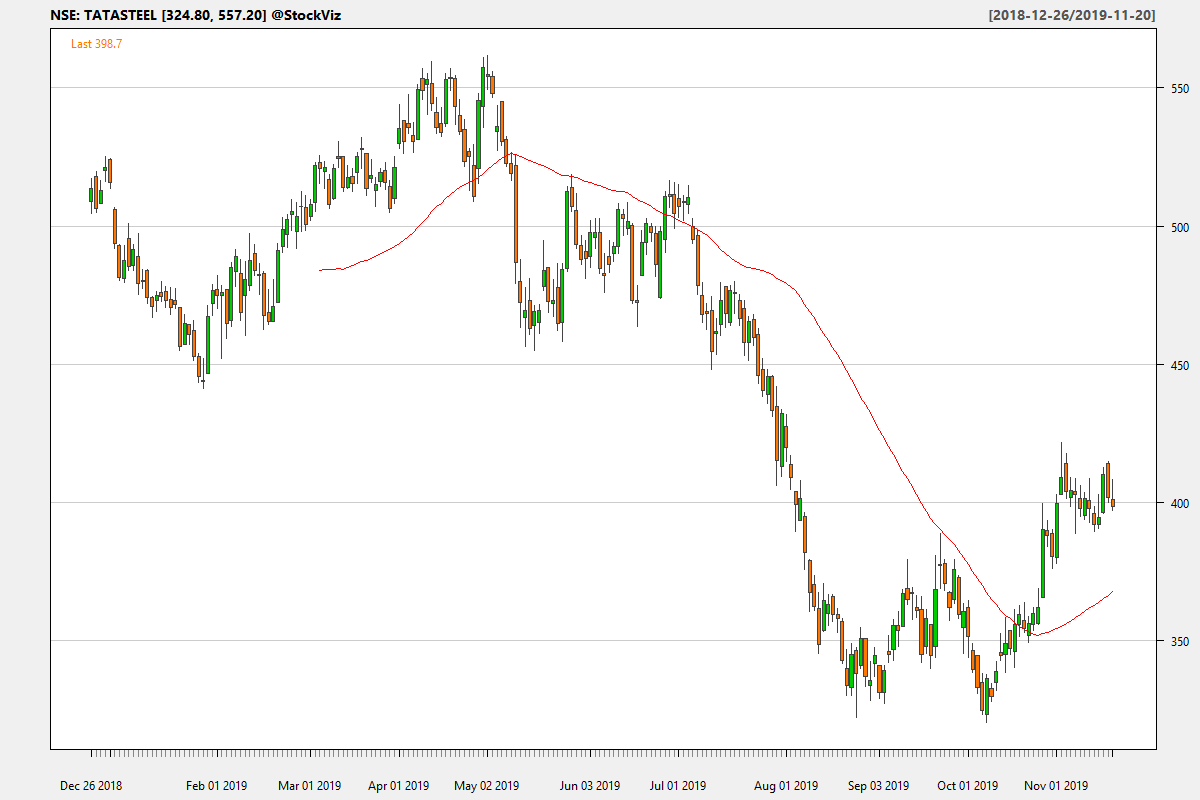 NSE: TATASTEEL [324.80, 557.20] @StockViz [2018-12-26/2019-11-20]
Last 398.7
550
500
450
400
350
Dec 26 2018 Feb 01 2019 Mar 01 2019 Apr 01 2019 May 02 2019 Jun 03 2019 Jul 01 2019 Aug 01 2019 Sep 03 2019 Oct 01 2019 Nov 01 2019